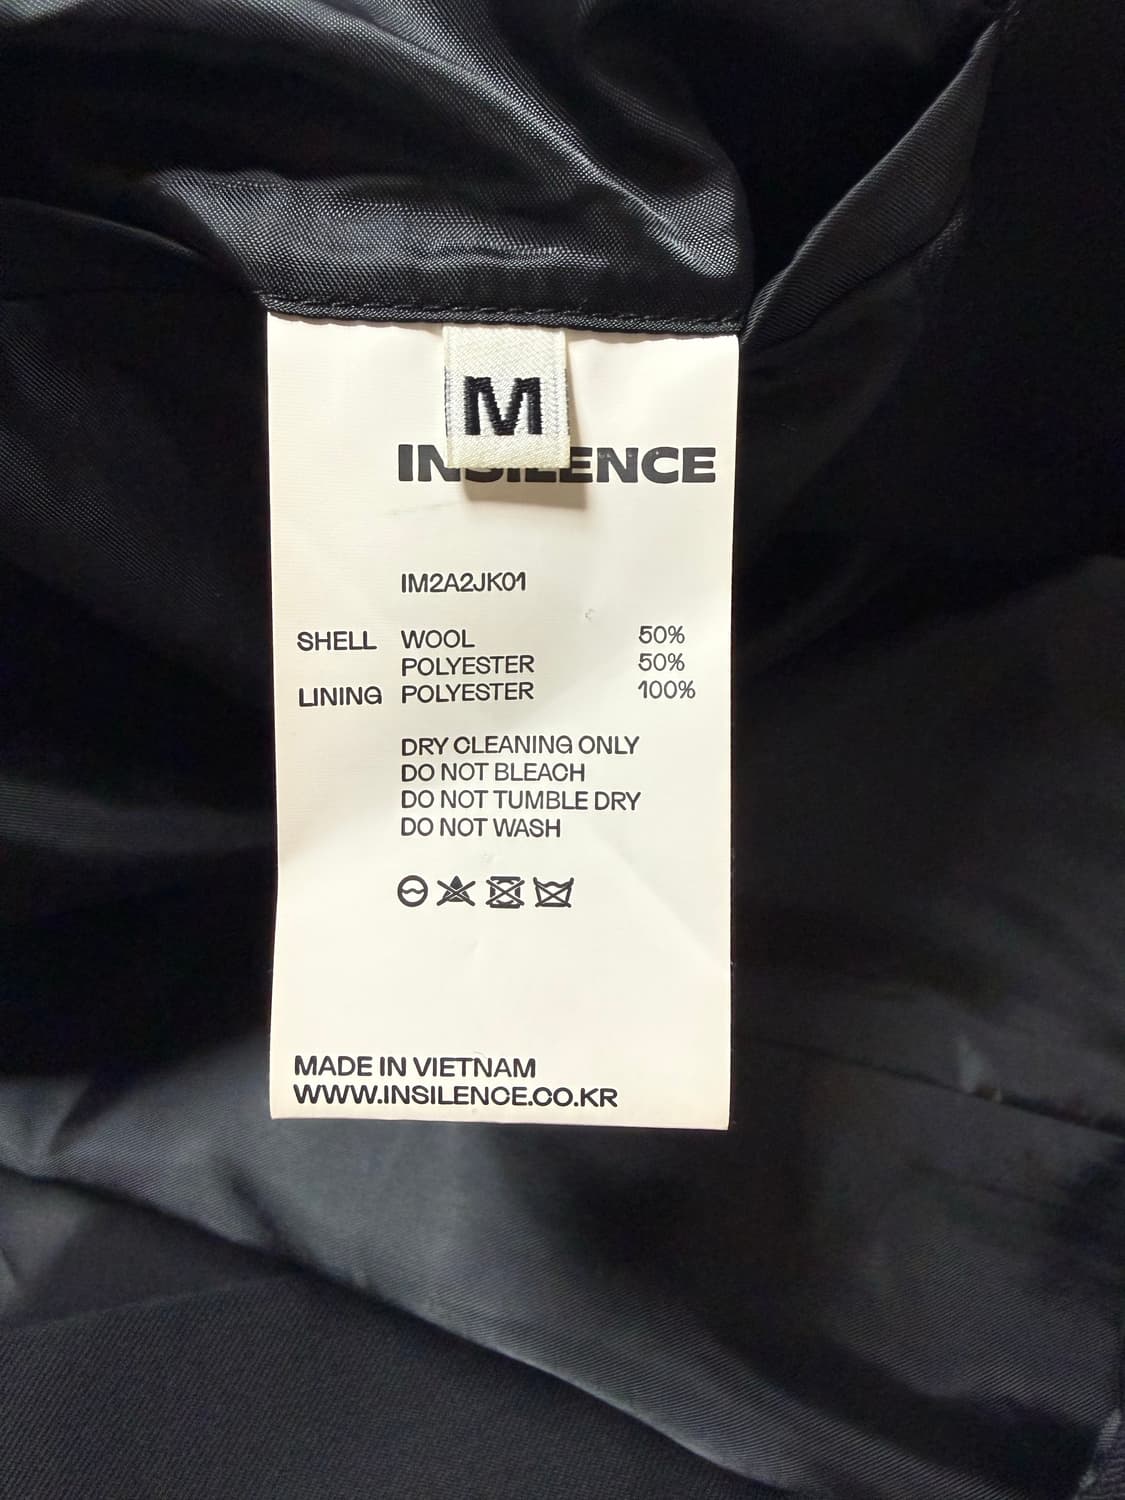 M
INSILENCE
IM2A2JK01
SHELL WOOL 50%
POLYESTER 50%
LINING POLYESTER 100%
DRY CLEANING ONLY
DO NOT BLEACH
DO NOT TUMBLE DRY
DO NOT WASH
MADE IN VIETNAM
WWW.INSILENCE.CO.KR